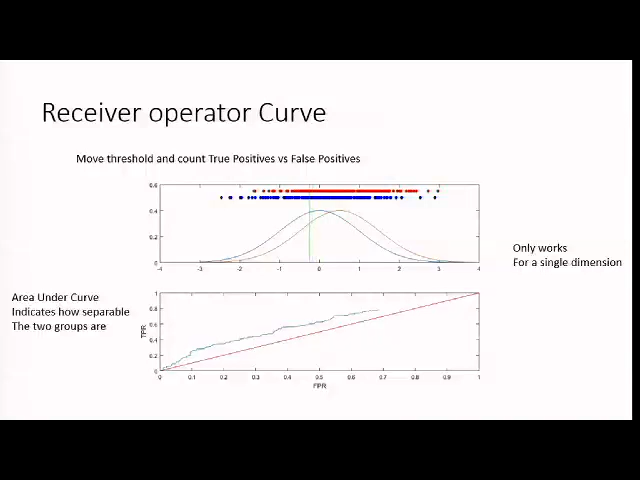 Receiver operator Curve
Move threshold and count True Positives vs False Positives
0.6
0.4
0.2
0
-4 -3 -2 -1 0 1 2 3 4
Only works
For a single dimension
Area Under Curve
Indicates how separable
The two groups are
1
0.8
0.6
0.4
0.2
0
TPR
0 0.1 0.2 0.3 0.4 0.5 0.6 0.7 0.8 0.9 1
FPR